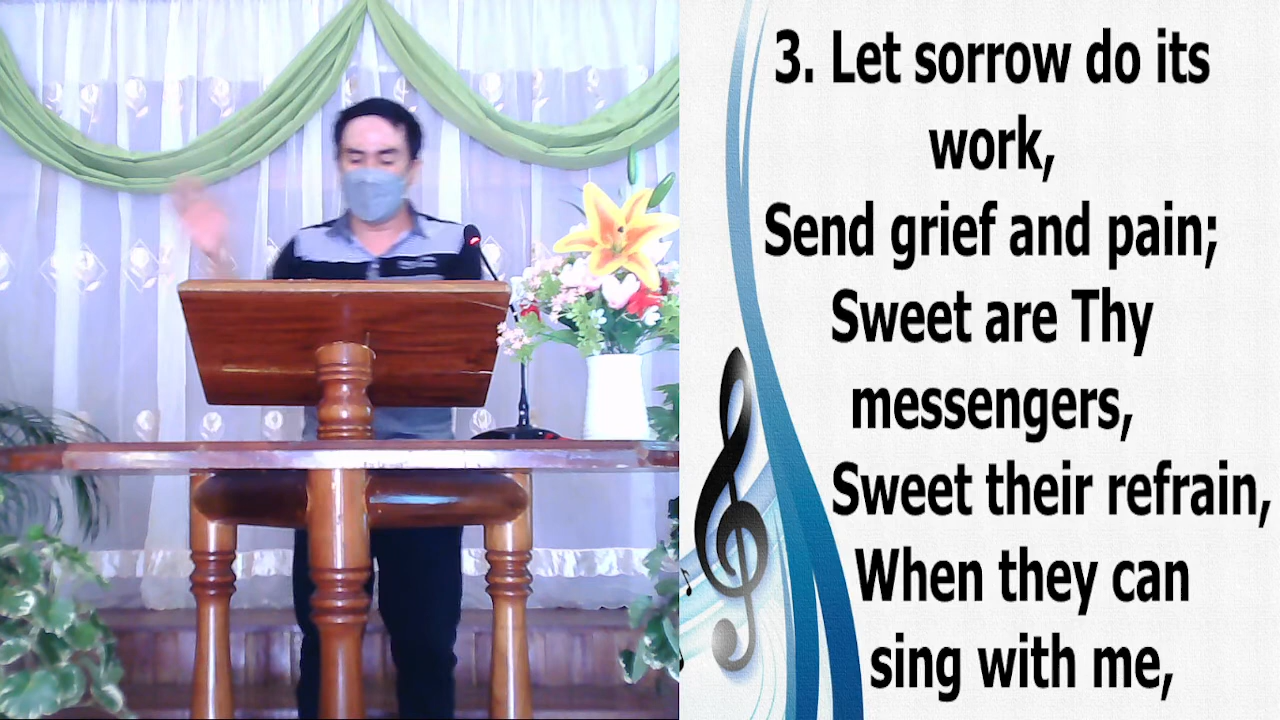 3. Let sorrow do its
work,
Send grief and pain;
Sweet are Thy
messengers,
Sweet their refrain,
When they can
sing with me,